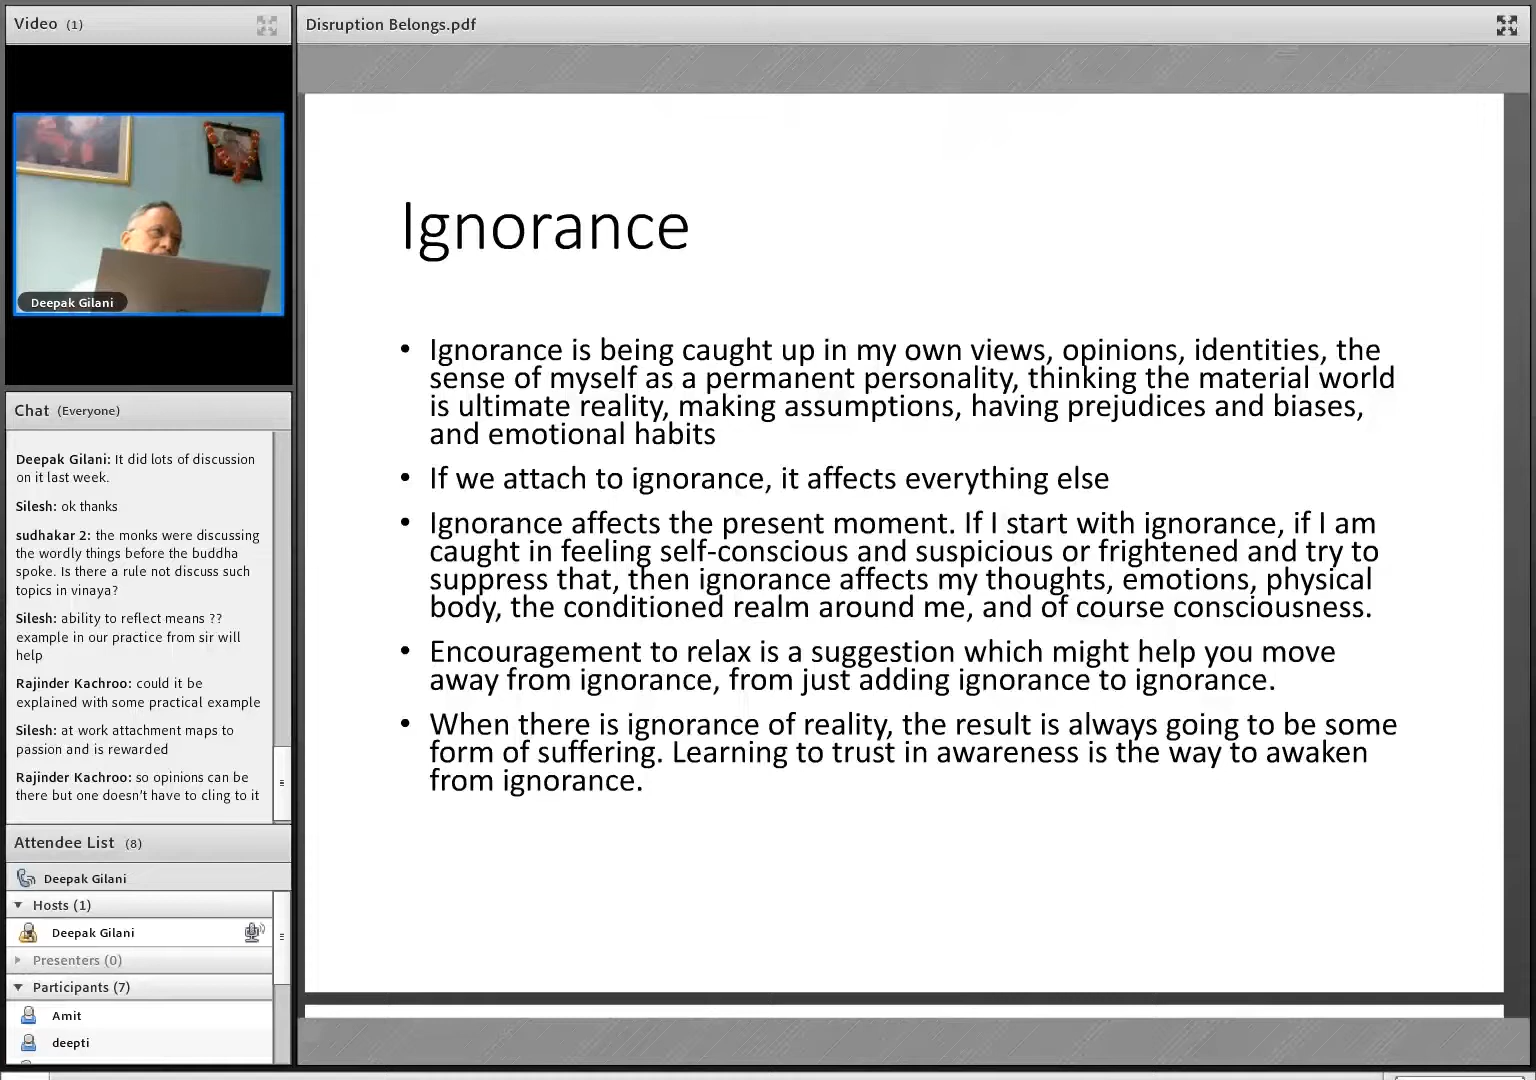 Video (1)
Deepak Gilani
Chat (Everyone)
Deepak Gilani: It did lots of discussion
on it last week.
Silesh: ok thanks
sudhakar 2: the monks were discussing
the wordly things before the buddha
spoke. Is there a rule not discuss such
topics in vinaya?
Silesh: ability to reflect means ??
example in our practice from sir will
help
Rajinder Kachroo: could it be
explained with some practical example
Silesh: at work attachment maps to
passion and is rewarded
Rajinder Kachroo: so opinions can be
there but one doesn't have to cling to it
Attendee List (8)
Deepak Gilani
Hosts (1)
Deepak Gilani
Presenters (0)
Participants (7)
Amit
deepti
Disruption Belongs.pdf
Ignorance
• Ignorance is being caught up in my own views, opinions, identities, the
sense of myself as a permanent personality, thinking the material world
is ultimate reality, making assumptions, having prejudices and biases,
and emotional habits
• If we attach to ignorance, it affects everything else
• Ignorance affects the present moment. If I start with ignorance, if I am
caught in feeling self-conscious and suspicious or frightened and try to
suppress that, then ignorance affects my thoughts, emotions, physical
body, the conditioned realm around me, and of course consciousness.
• Encouragement to relax is a suggestion which might help you move
away from ignorance, from just adding ignorance to ignorance.
• When there is ignorance of reality, the result is always going to be some
form of suffering. Learning to trust in awareness is the way to awaken
from ignorance.